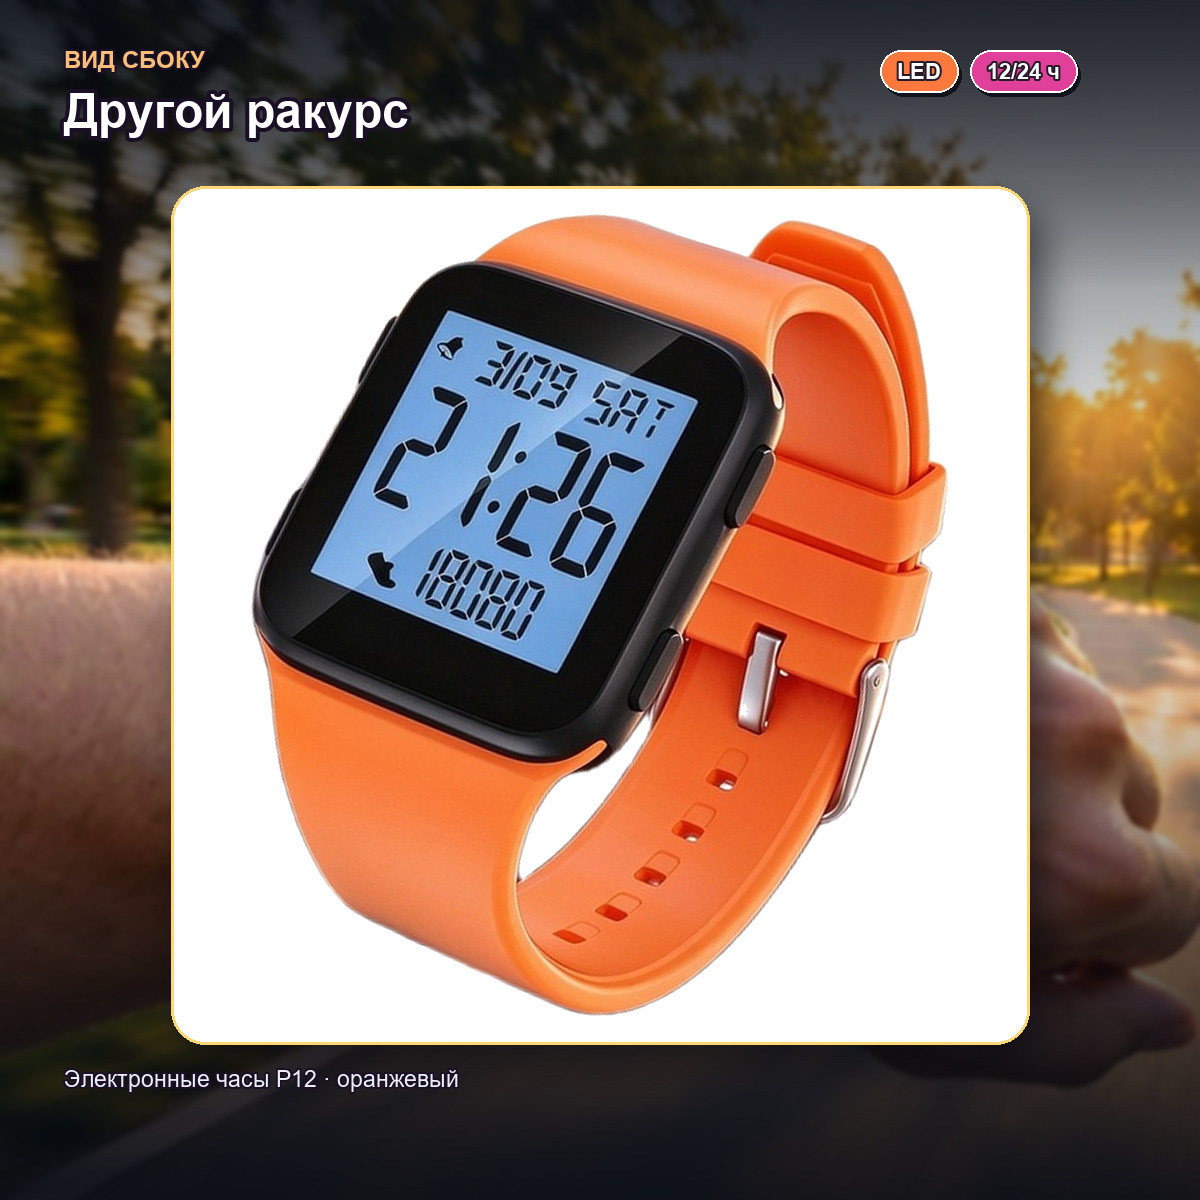 ВИД СБОКУ
Другой ракурс
LED
12/24 ч
3/09 SAT
21:26
18080
Электронные часы P12 · оранжевый